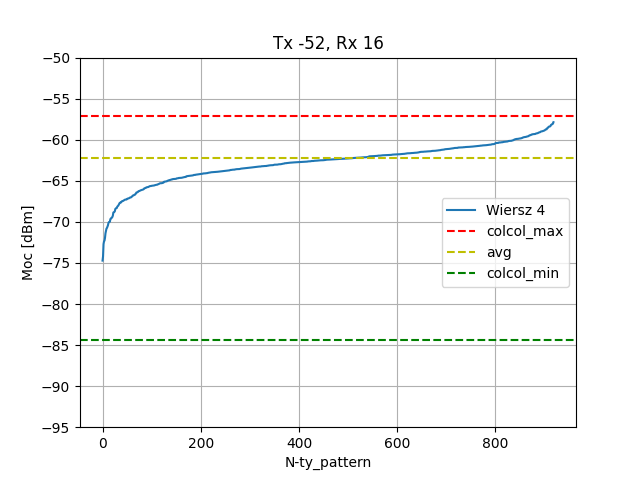 Tx -52, Rx 16
−50
−55
−60
−65
−70
−75
−80
−85
−90
−95
Moc [dBm]
Wiersz 4
colcol_max
avg
colcol_min
0
200
400
600
800
N-ty_pattern